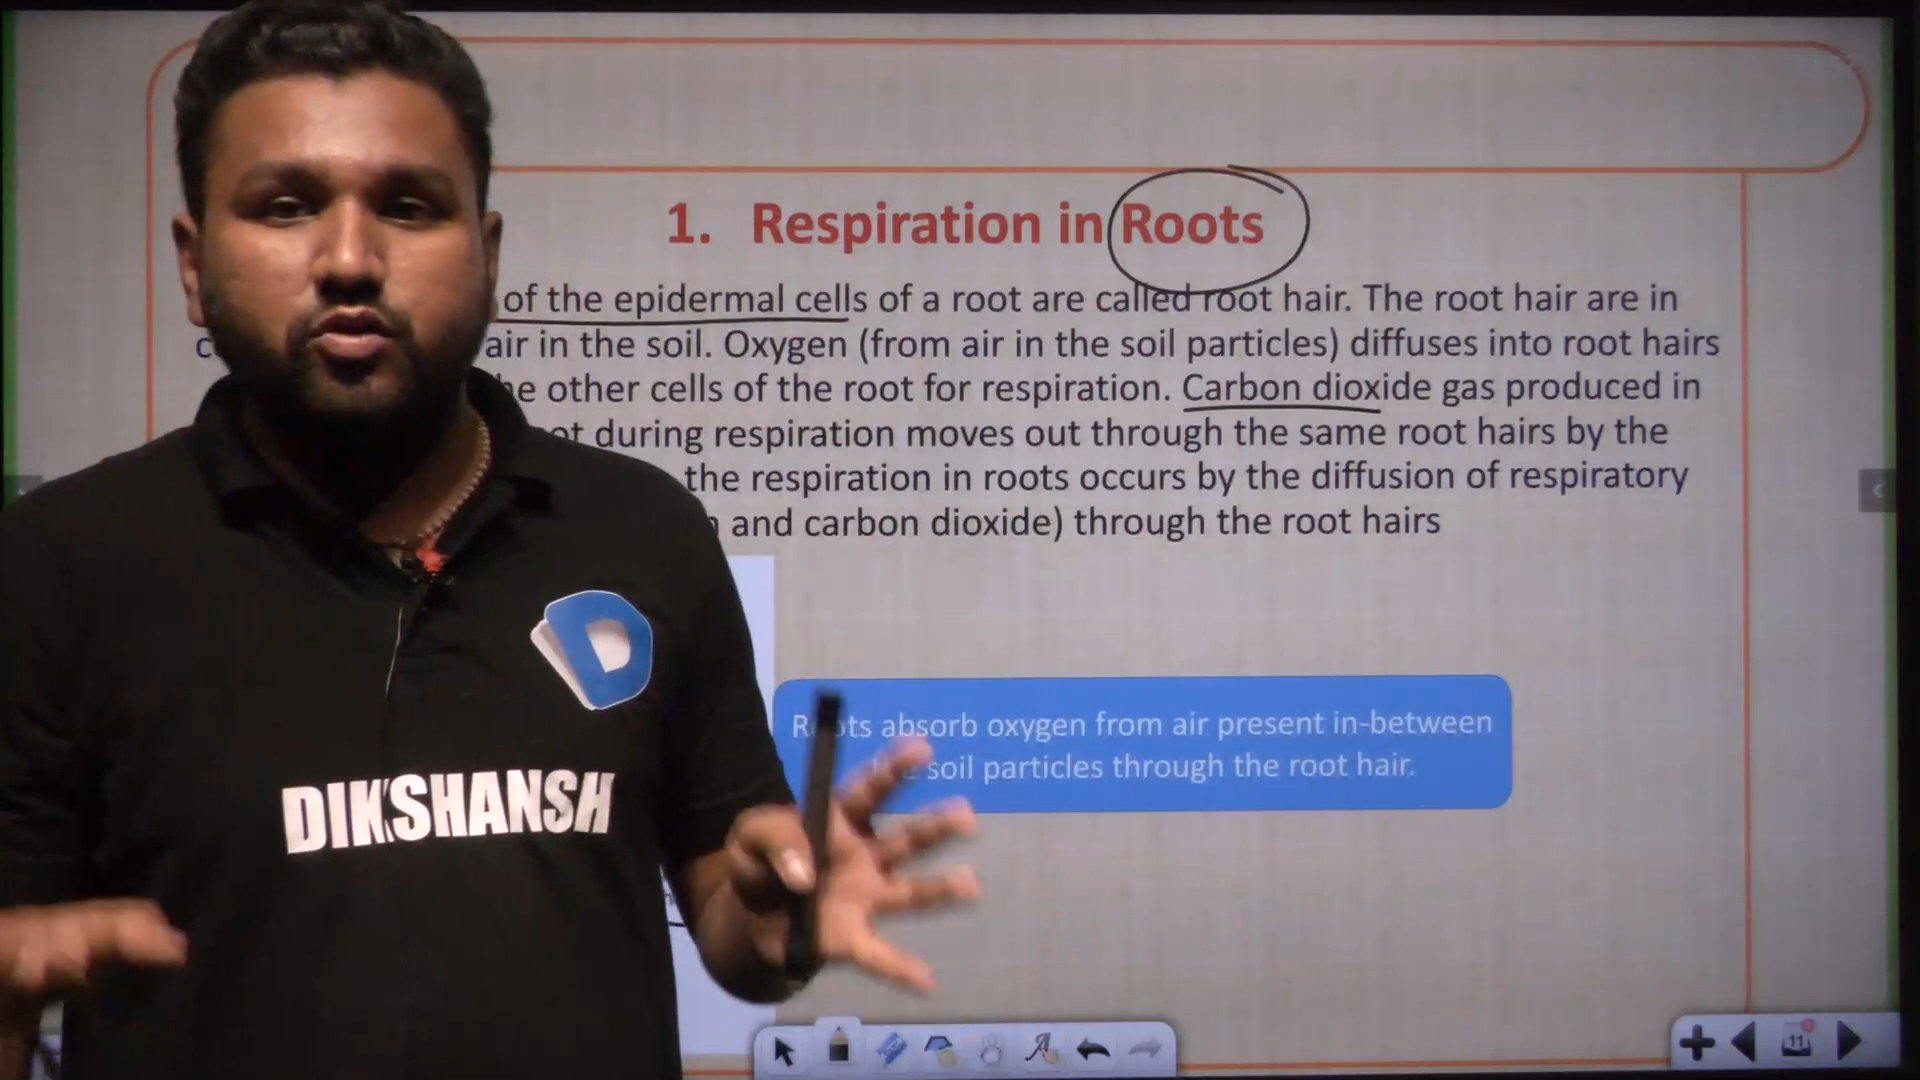 1. Respiration in Roots
of the epidermal cells of a root are called root hair. The root hair are in
air in the soil. Oxygen (from air in the soil particles) diffuses into root hairs
other cells of the root for respiration. Carbon dioxide gas produced in
during respiration moves out through the same root hairs by the
the respiration in roots occurs by the diffusion of respiratory
and carbon dioxide) through the root hairs
D
DIKSHANSH
Roots absorb oxygen from air present in-between
the soil particles through the root hair.
11